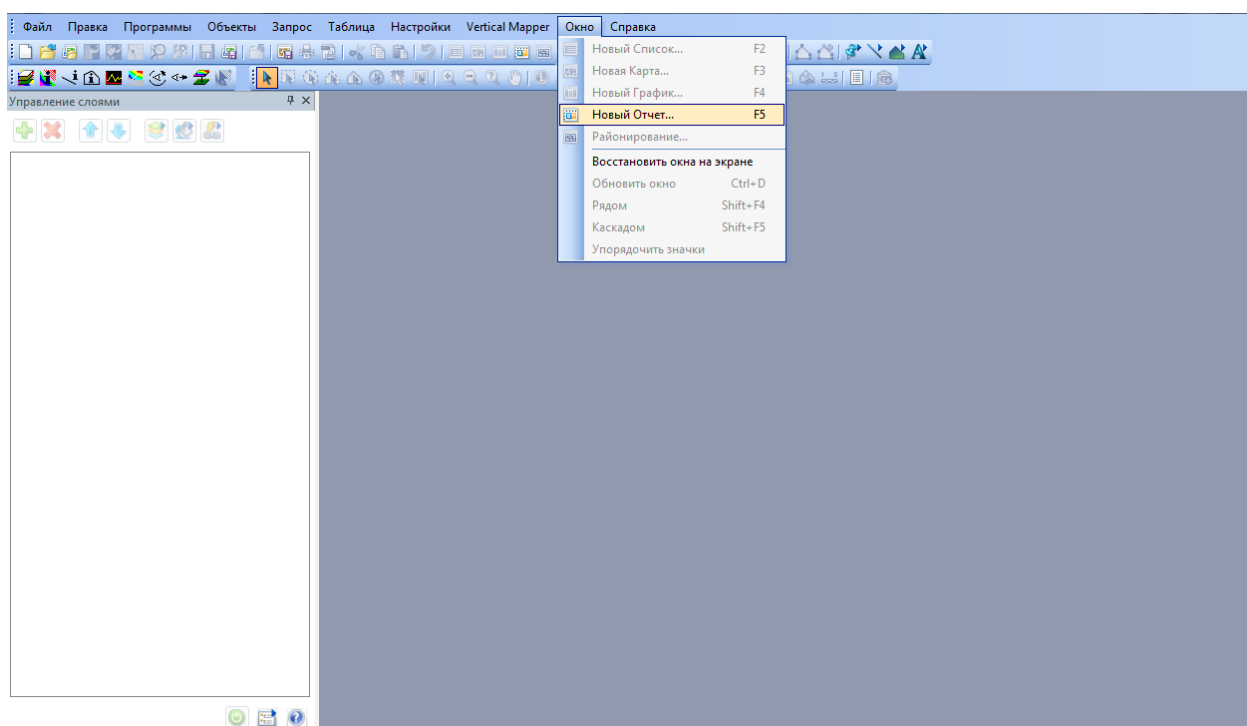 Файл Правка Программы Объекты Запрос Таблица Настройки Vertical Mapper Окно Справка
Управление слоями
Новый Список... F2
Новая Карта... F3
Новый График... F4
Новый Отчет... F5
Районирование...
Восстановить окна на экране
Обновить окно Ctrl+D
Рядом Shift+F4
Каскадом Shift+F5
Упорядочить значки